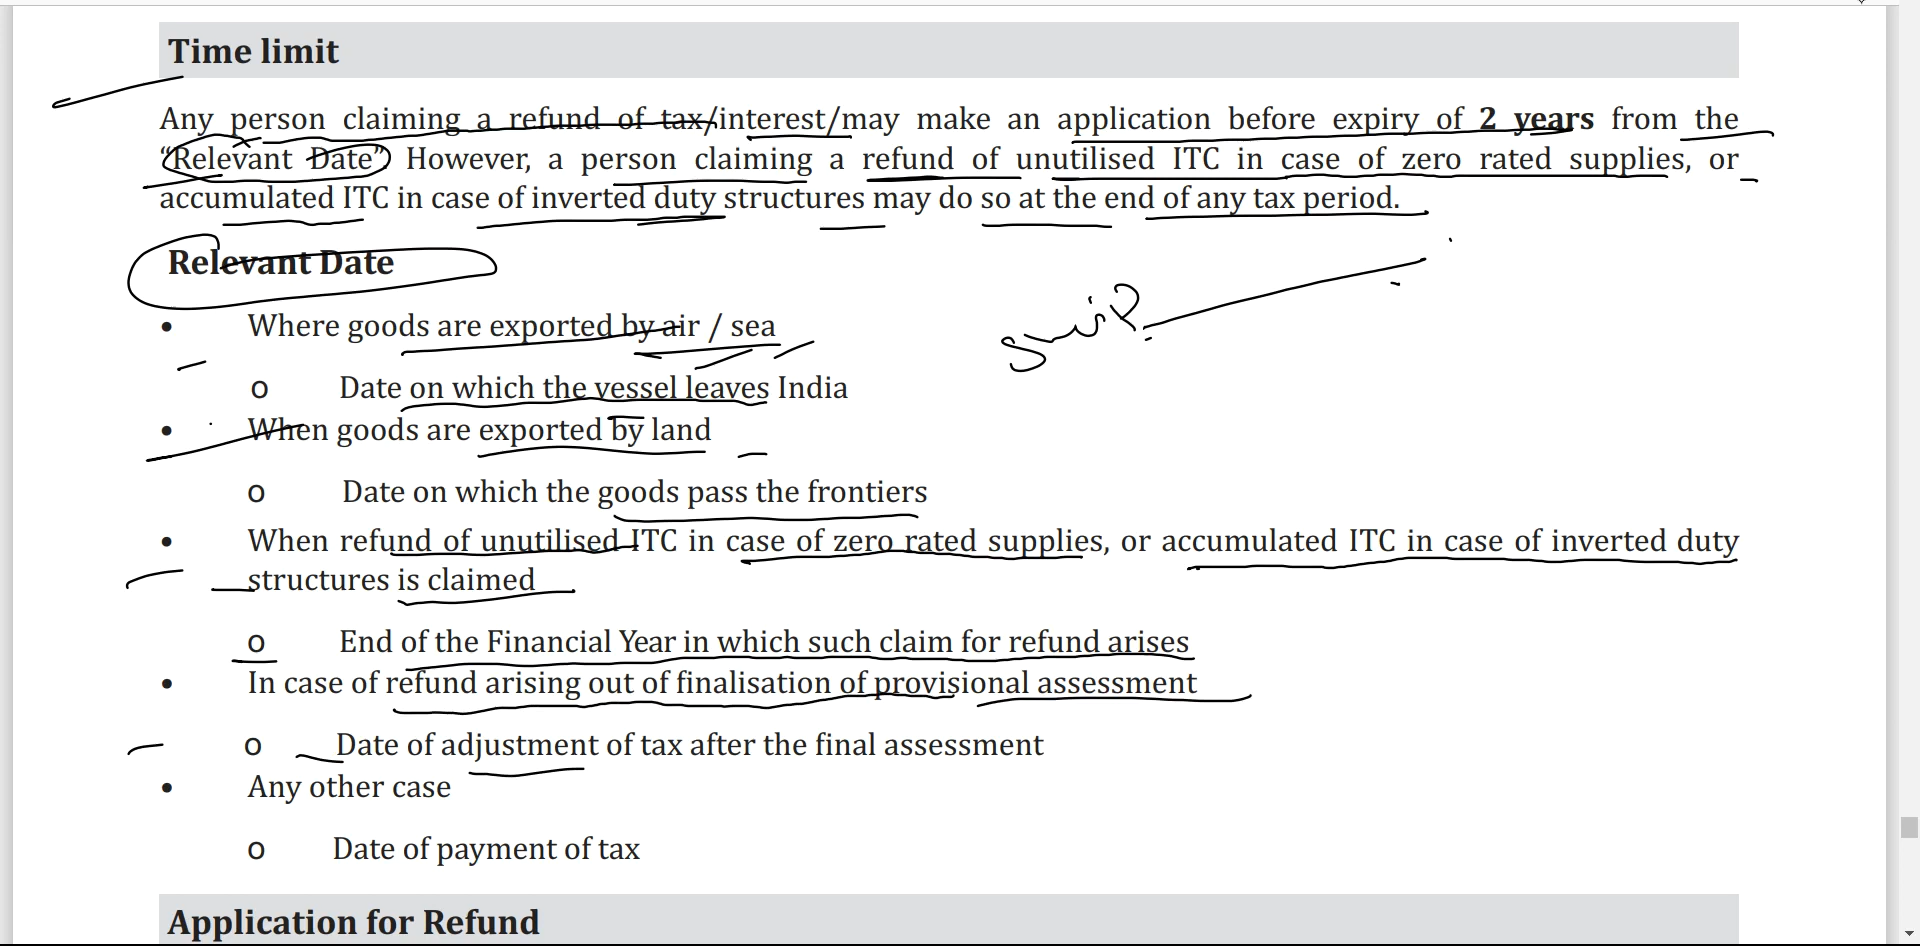 Time limit
Any person claiming a refund of tax/interest/may make an application before expiry of 2 years from the
“Relevant Date” However, a person claiming a refund of unutilised ITC in case of zero rated supplies, or
accumulated ITC in case of inverted duty structures may do so at the end of any tax period.
Relevant Date
• Where goods are exported by air / sea
o Date on which the vessel leaves India
• When goods are exported by land
o Date on which the goods pass the frontiers
• When refund of unutilised ITC in case of zero rated supplies, or accumulated ITC in case of inverted duty
structures is claimed
o End of the Financial Year in which such claim for refund arises
• In case of refund arising out of finalisation of provisional assessment
o Date of adjustment of tax after the final assessment
• Any other case
o Date of payment of tax
Application for Refund